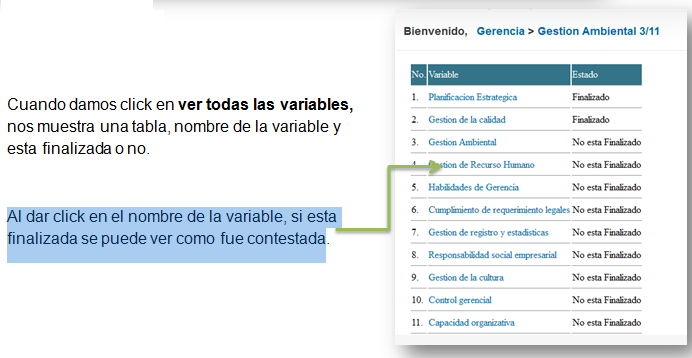 Bienvenido, Gerencia > Gestion Ambiental 3/11
Cuando damos click en ver todas las variables,
nos muestra una tabla, nombre de la variable y
esta finalizada o no.
Al dar click en el nombre de la variable, si esta
finalizada se puede ver como fue contestada.
No. Variable Estado
1. Planificacion Estrategica Finalizado
2. Gestion de la calidad Finalizado
3. Gestion Ambiental No esta Finalizado
4. Gestion de Recurso Humano No esta Finalizado
5. Habilidades de Gerencia No esta Finalizado
6. Cumplimiento de requerimiento legales No esta Finalizado
7. Gestion de registro y estadisticas No esta Finalizado
8. Responsabilidad social empresarial No esta Finalizado
9. Gestion de la cultura No esta Finalizado
10. Control gerencial No esta Finalizado
11. Capacidad organizativa No esta Finalizado